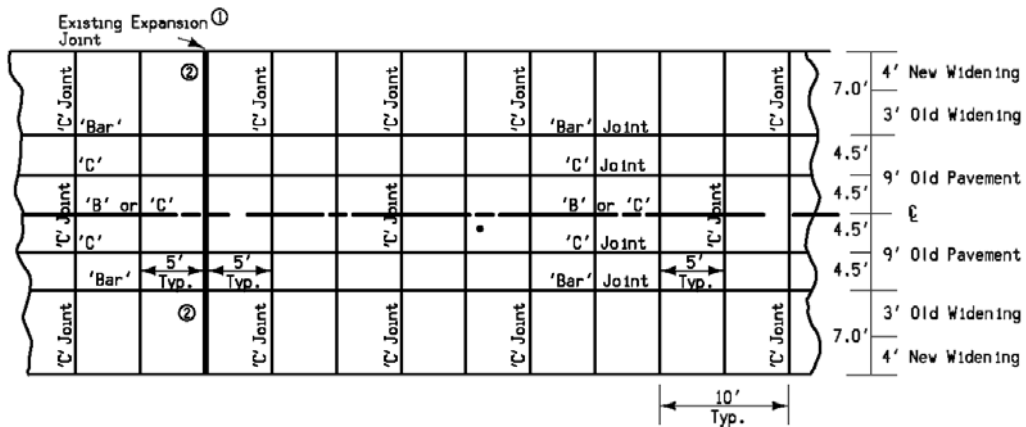 Existing Expansion ①
Joint
② 'C' Joint 'C' Joint 'C' Joint 'C' Joint 'C' Joint
7.0' 4' New Widening
3' Old Widening
'Bar' 'Bar' Joint
'C' 'C' Joint
4.5'
9' Old Pavement
4.5'
'B' or 'C' 'B' or 'C'
'C' Joint 'C' Joint 'C' Joint
℄
4.5'
'C' 'C' Joint
9' Old Pavement
4.5'
5' 5' 5'
Typ. Typ. Typ.
'Bar' 'Bar' Joint
② 'C' Joint 'C' Joint 'C' Joint 'C' Joint 'C' Joint
3' Old Widening
7.0'
4' New Widening
10'
Typ.